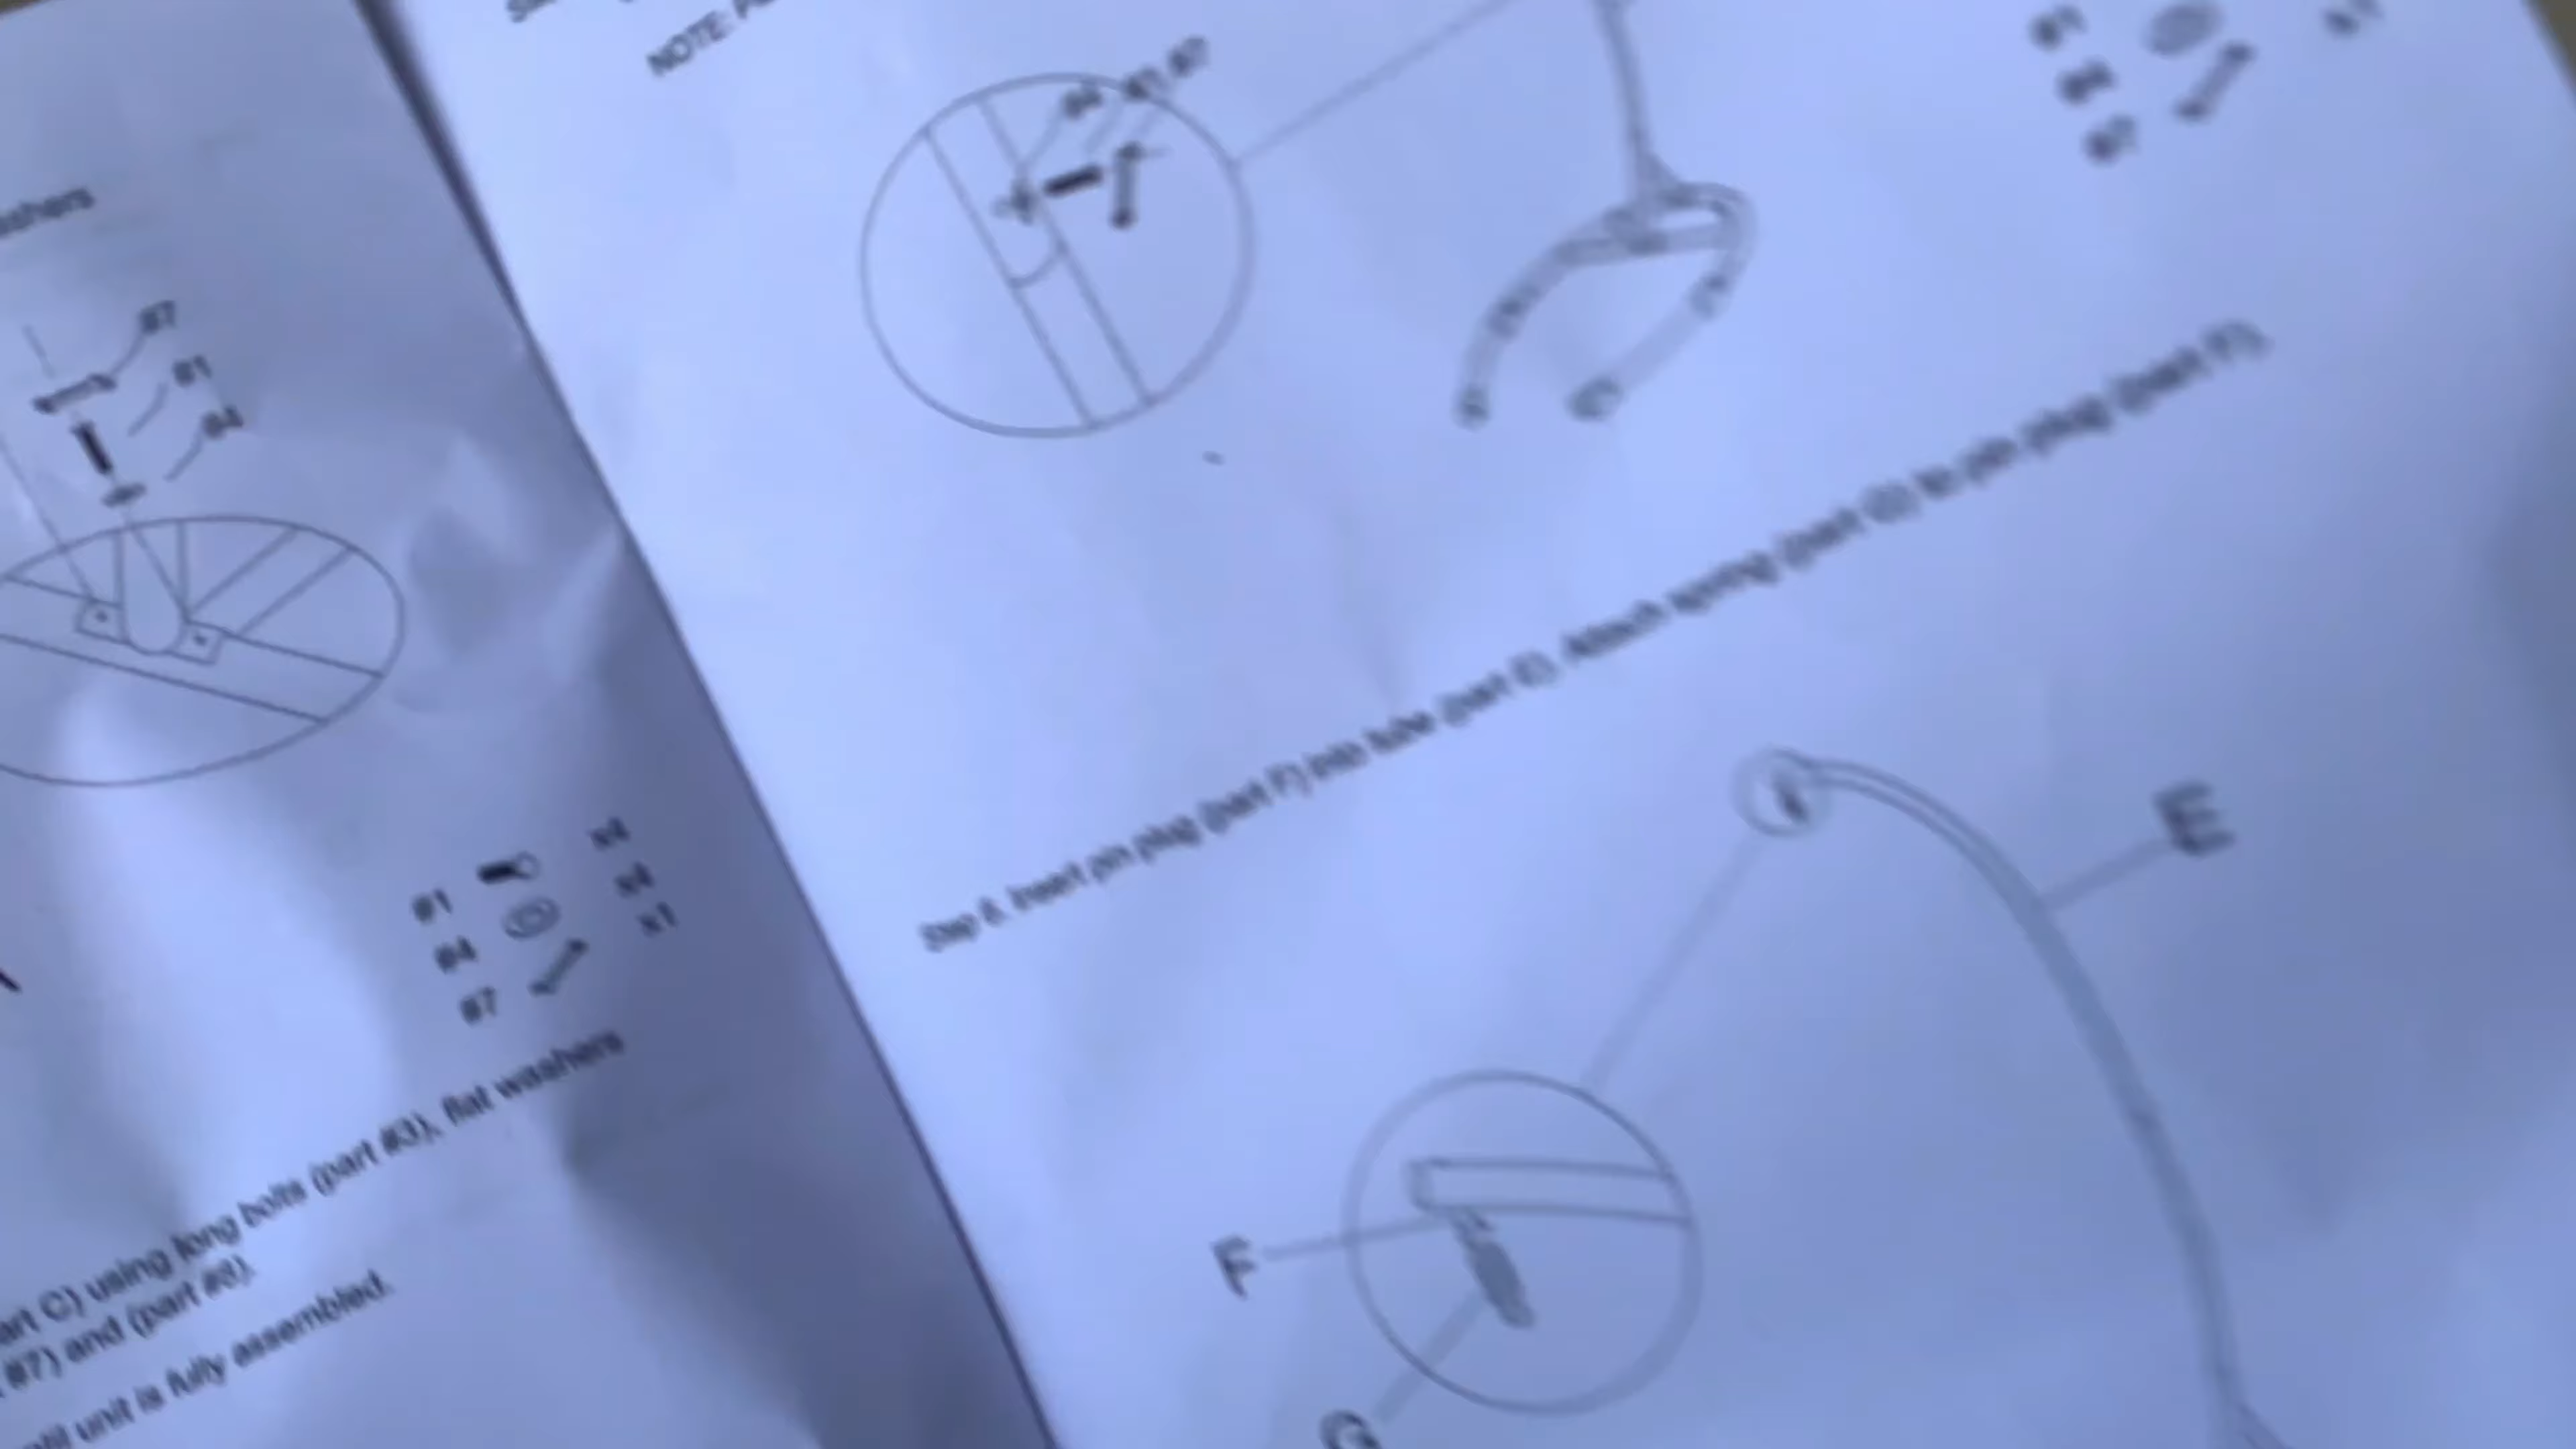 ashers
#7
#1
#4
#1 x4
#4 x4
#7 x1
art C) using long bolts (part #3), flat washers
#7) and (part #8).
until unit is fully assembled.
NOTE:
#4 #1 #7
#1
#7
x1
Step 6. Insert pin plug (part F) into tube (part E). Attach spring (part G) to pin plug (part F).
E
F
G